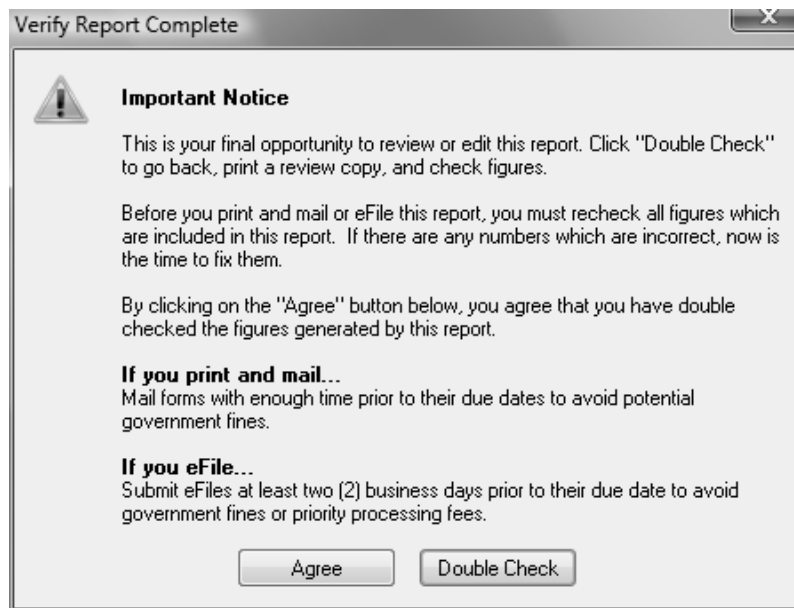 Verify Report Complete
X
Important Notice
This is your final opportunity to review or edit this report. Click "Double Check"
to go back, print a review copy, and check figures.
Before you print and mail or eFile this report, you must recheck all figures which
are included in this report.  If there are any numbers which are incorrect, now is
the time to fix them.
By clicking on the "Agree" button below, you agree that you have double
checked the figures generated by this report.
If you print and mail...
Mail forms with enough time prior to their due dates to avoid potential
government fines.
If you eFile...
Submit eFiles at least two (2) business days prior to their due date to avoid
government fines or priority processing fees.
Agree Double Check